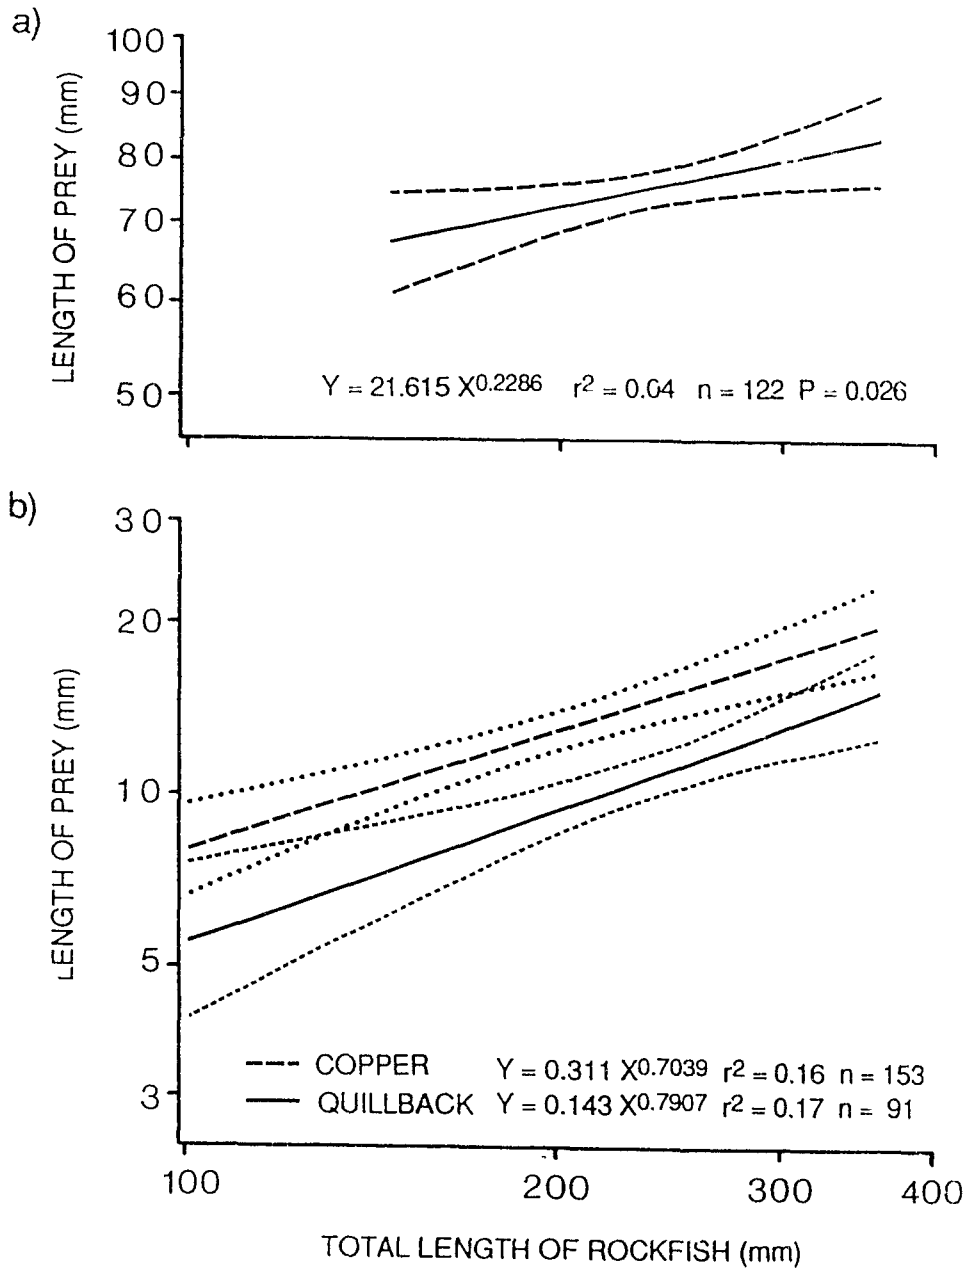 a)
100
90
80
70
60
50
LENGTH OF PREY (mm)
Y = 21.615 X^0.2286 r² = 0.04 n = 122 P = 0.026
b)
30
20
10
5
3
LENGTH OF PREY (mm)
COPPER Y = 0.311 X^0.7039 r² = 0.16 n = 153
QUILLBACK Y = 0.143 X^0.7907 r² = 0.17 n = 91
100 200 300 400
TOTAL LENGTH OF ROCKFISH (mm)